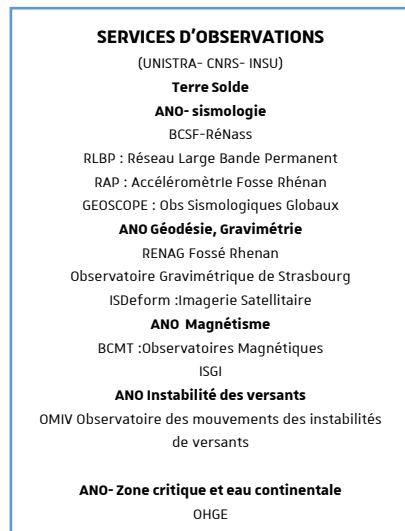 SERVICES D'OBSERVATIONS
(UNISTRA- CNRS- INSU)
Terre Solde
ANO- sismologie
BCSF-RéNass
RLBP : Réseau Large Bande Permanent
RAP : AccéléromètrIe Fosse Rhénan
GEOSCOPE : Obs Sismologiques Globaux
ANO Géodésie, Gravimétrie
RENAG Fossé Rhenan
Observatoire Gravimétrique de Strasbourg
ISDeform :Imagerie Satellitaire
ANO Magnétisme
BCMT :Observatoires Magnétiques
ISGI
ANO Instabilité des versants
OMIV Observatoire des mouvements des instabilités
de versants
ANO- Zone critique et eau continentale
OHGE